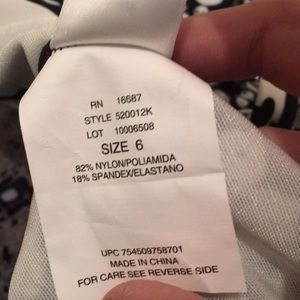 RN 16587
STYLE 520012K
LOT 10006508
SIZE 6
82% NYLON/POLIAMIDA
18% SPANDEX/ELASTANO
UPC 754509758701
MADE IN CHINA
FOR CARE SEE REVERSE SIDE